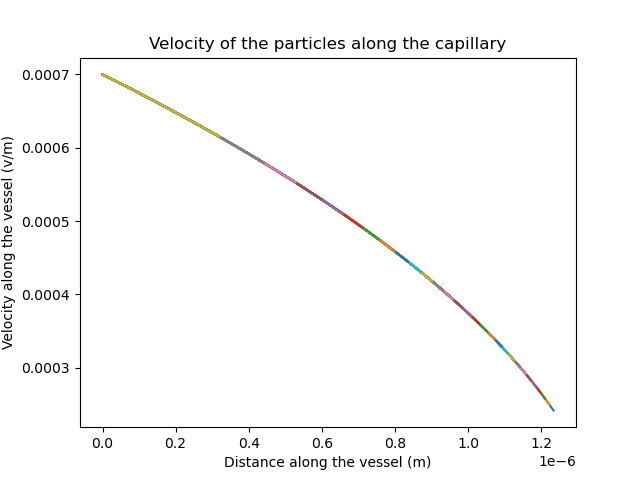 Velocity of the particles along the capillary
Velocity along the vessel (v/m)
0.0007
0.0006
0.0005
0.0004
0.0003
0.0 0.2 0.4 0.6 0.8 1.0 1.2
1e−6
Distance along the vessel (m)